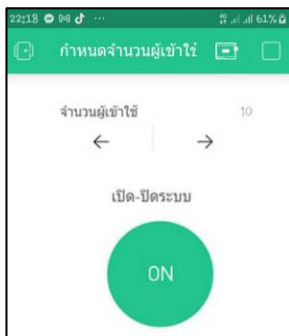 22:18 ... 61%
กำหนดจำนวนผู้เข้าใช้
จำนวนผู้เข้าใช้ 10
เปิด-ปิดระบบ
ON